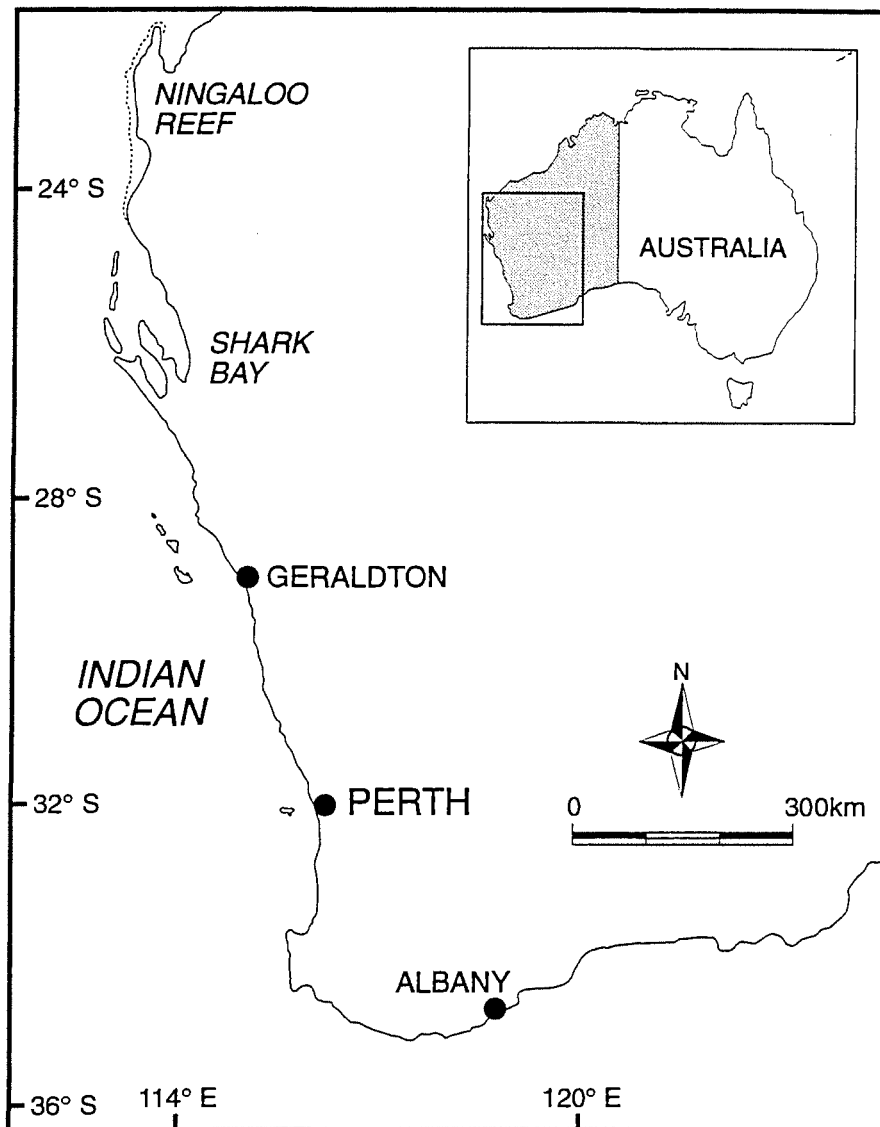 NINGALOO
REEF
24° S
AUSTRALIA
SHARK
BAY
28° S
GERALDTON
INDIAN
OCEAN
N
32° S
PERTH
0 300km
ALBANY
36° S
114° E 120° E